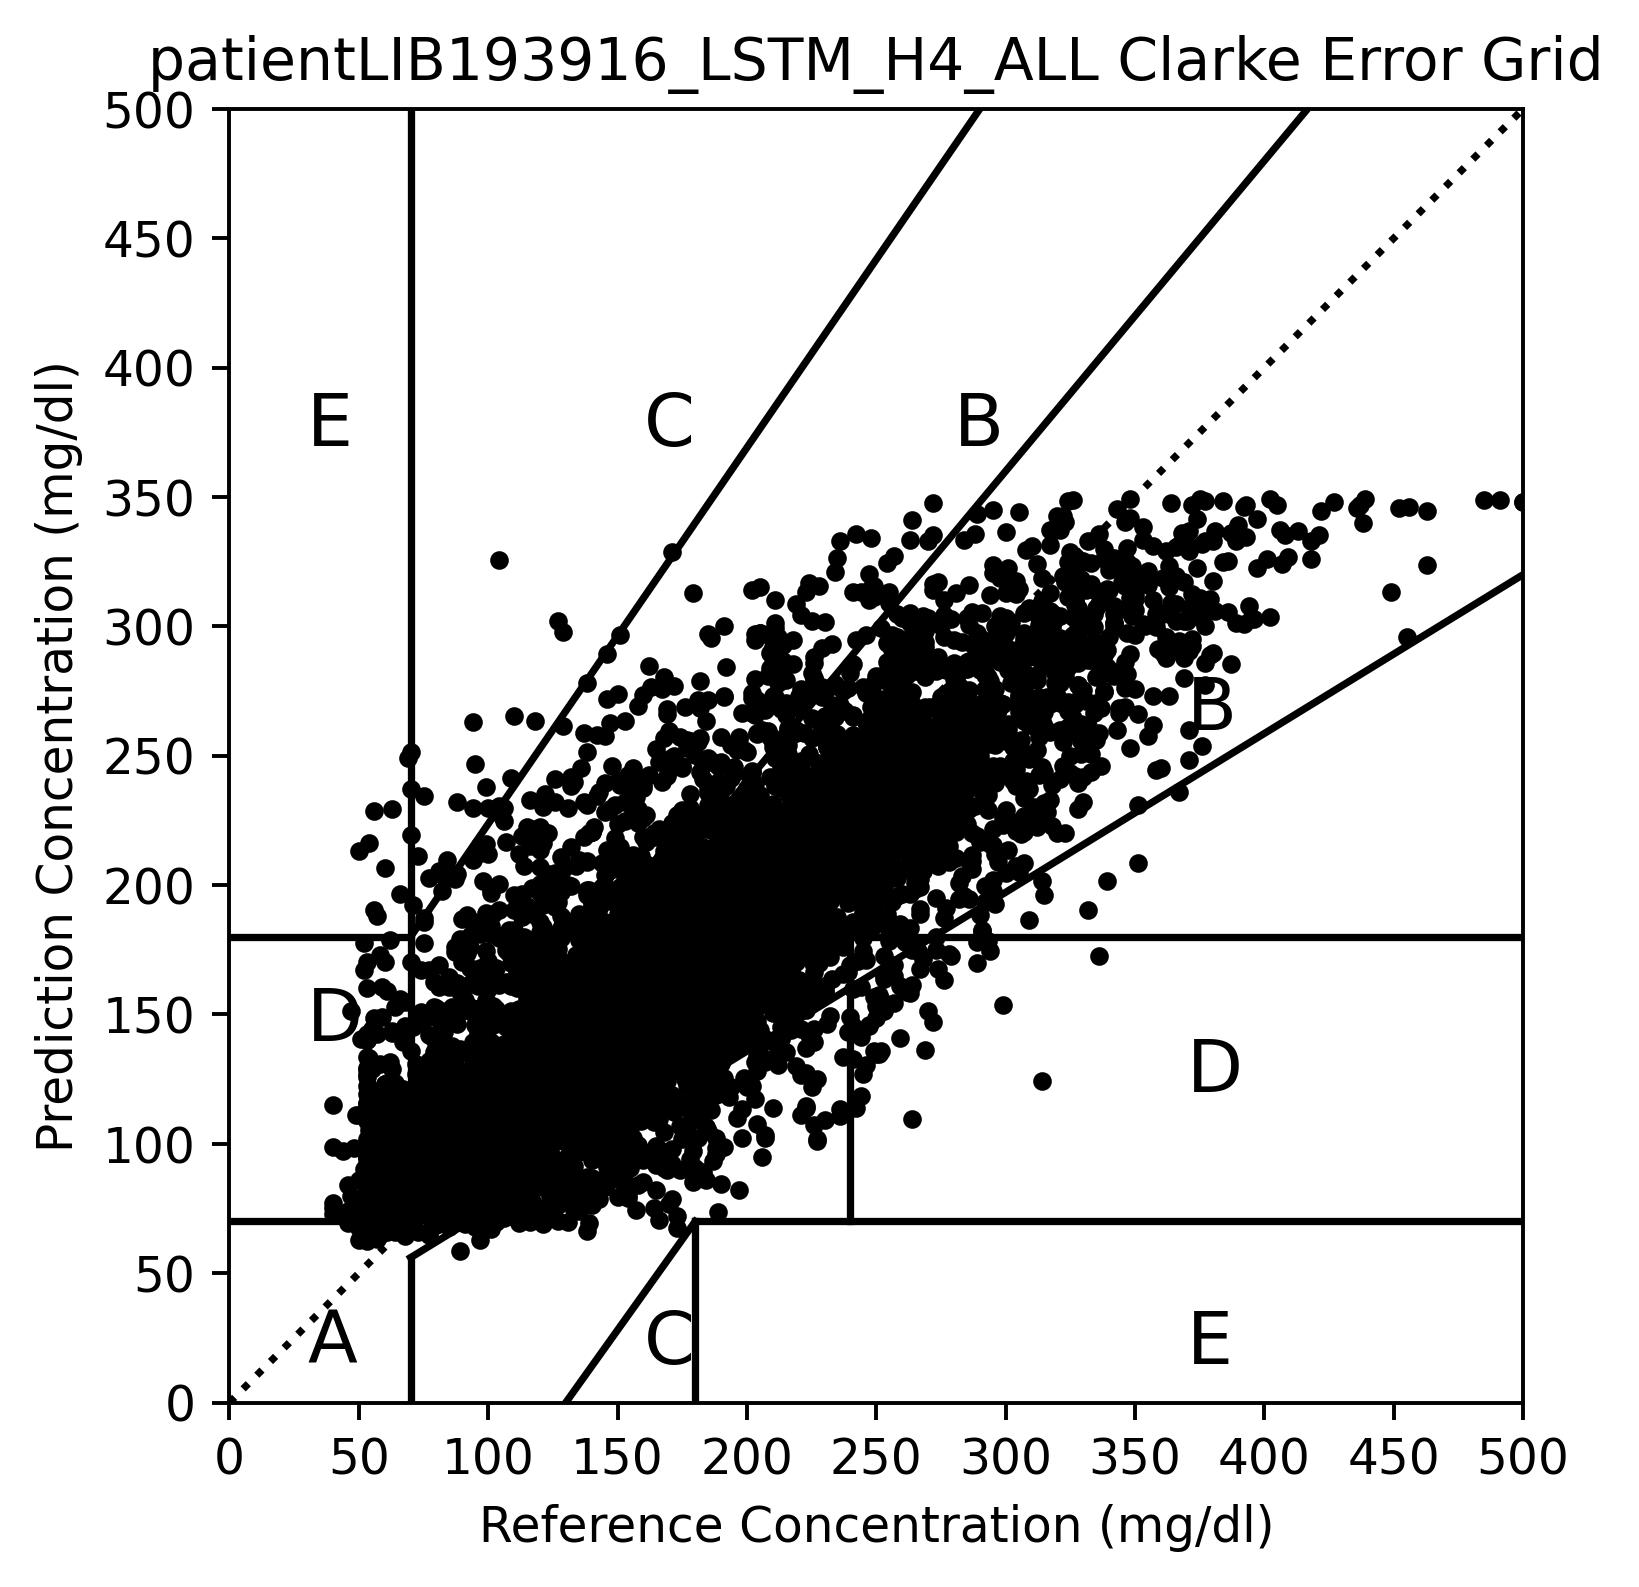 patientLIB193916_LSTM_H4_ALL Clarke Error Grid
500
450
400
350
300
250
200
150
100
50
0
Prediction Concentration (mg/dl)
E
C
B
B
D
D
A
C
E
0 50 100 150 200 250 300 350 400 450 500
Reference Concentration (mg/dl)